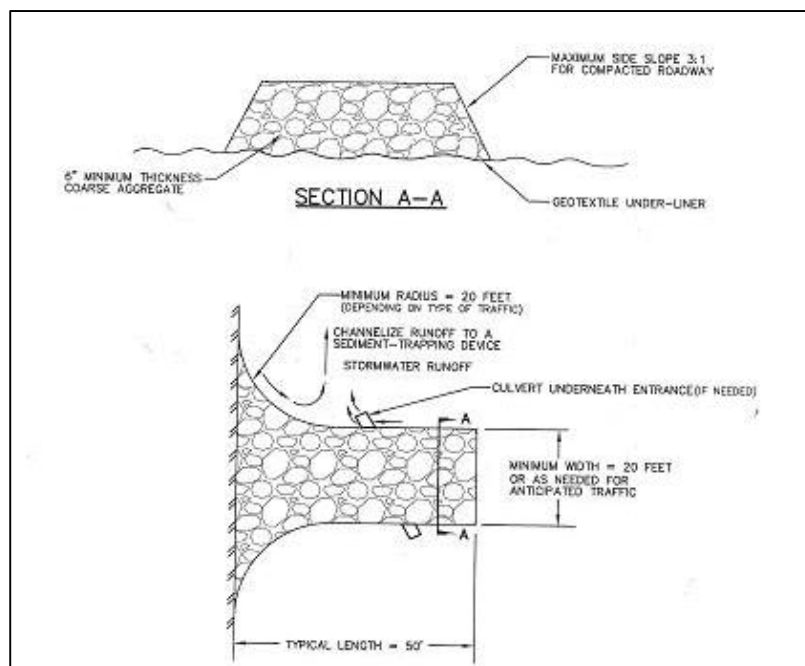 MAXIMUM SIDE SLOPE 3:1
FOR COMPACTED ROADWAY
6" MINIMUM THICKNESS
COARSE AGGREGATE
SECTION A-A
GEOTEXTILE UNDER-LINER
MINIMUM RADIUS = 20 FEET
(DEPENDING ON TYPE OF TRAFFIC)
CHANNELIZE RUNOFF TO A
SEDIMENT-TRAPPING DEVICE
STORMWATER RUNOFF
CULVERT UNDERNEATH ENTRANCE(IF NEEDED)
A
MINIMUM WIDTH = 20 FEET
OR AS NEEDED FOR
ANTICIPATED TRAFFIC
A
TYPICAL LENGTH = 50'